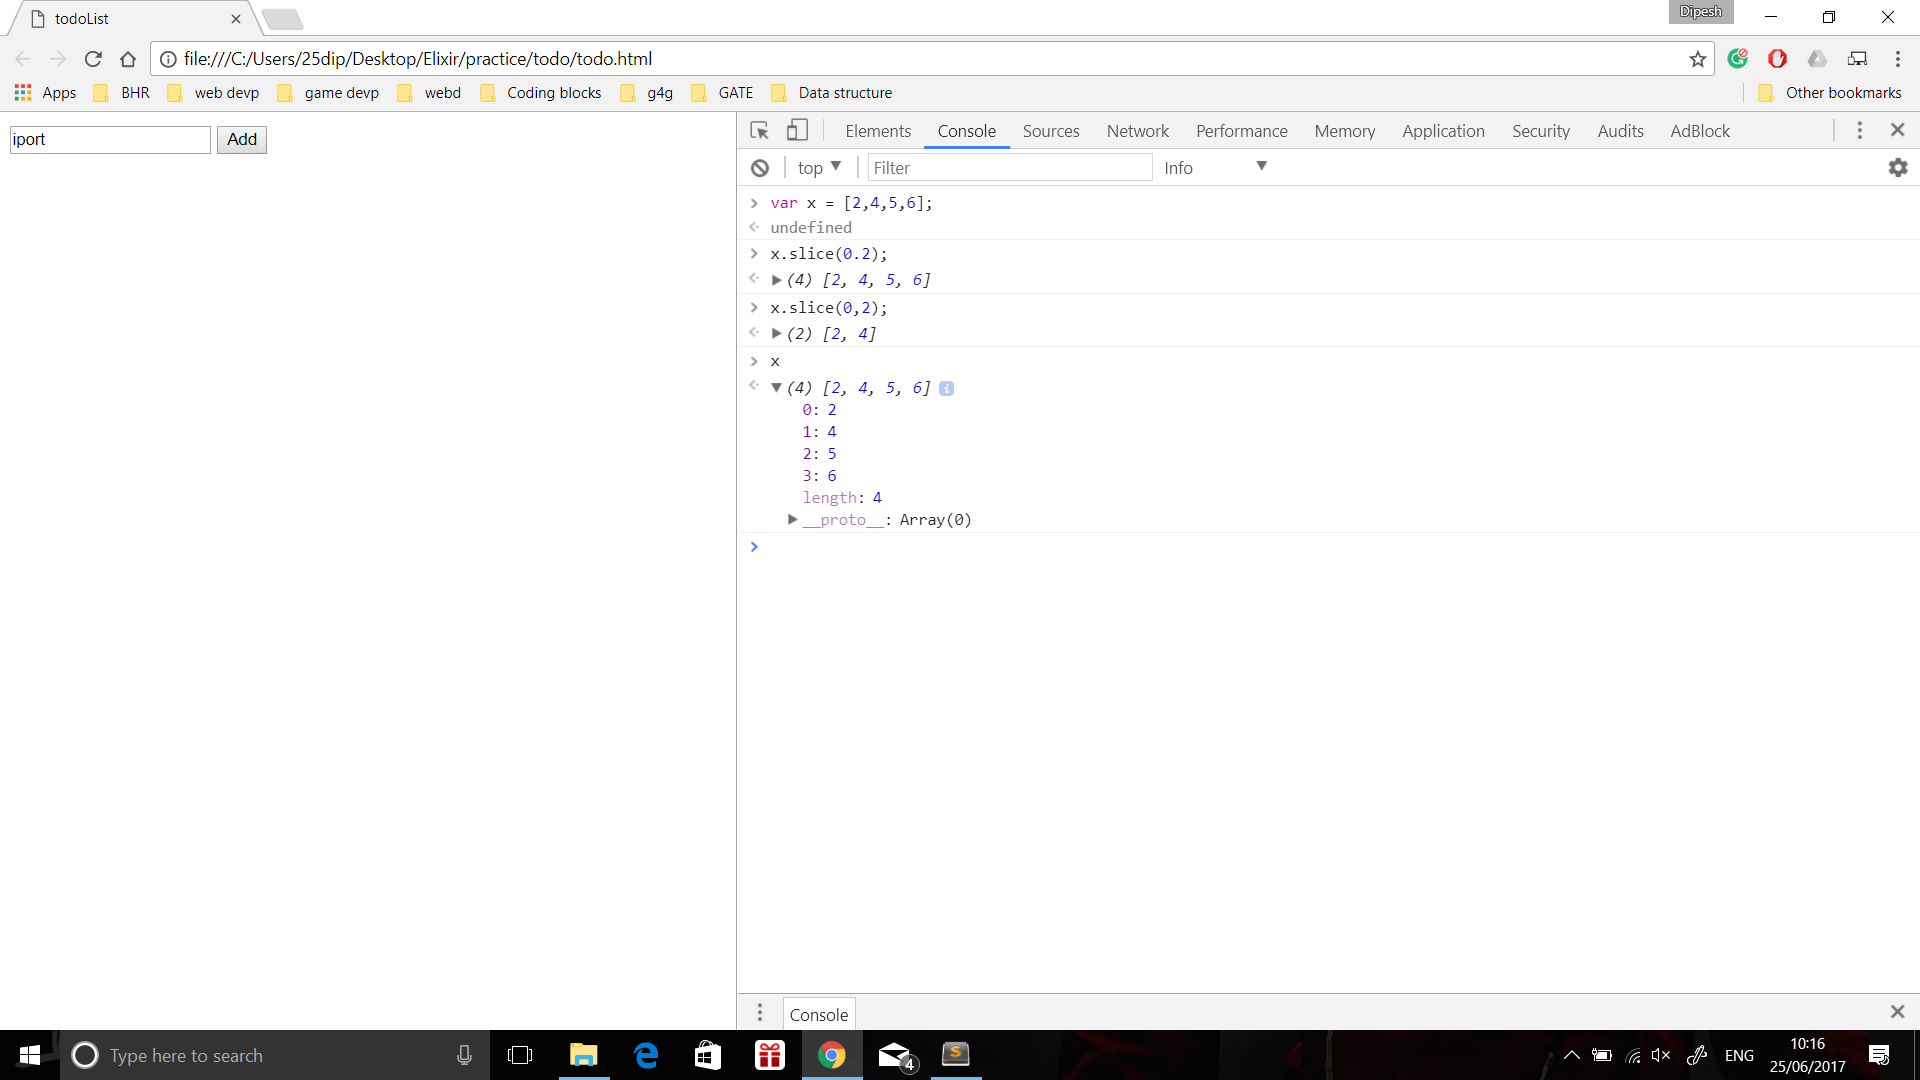 todoList
Dipesh
file:///C:/Users/25dip/Desktop/Elixir/practice/todo/todo.html
Apps BHR web devp game devp webd Coding blocks g4g GATE Data structure Other bookmarks
iport Add
Elements Console Sources Network Performance Memory Application Security Audits AdBlock
top Filter Info
var x = [2,4,5,6];
undefined
x.slice(0.2);
(4) [2, 4, 5, 6]
x.slice(0,2);
(2) [2, 4]
x
(4) [2, 4, 5, 6] i
0: 2
1: 4
2: 5
3: 6
length: 4
__proto__: Array(0)
Console
Type here to search
4
S
ENG
10:16
25/06/2017